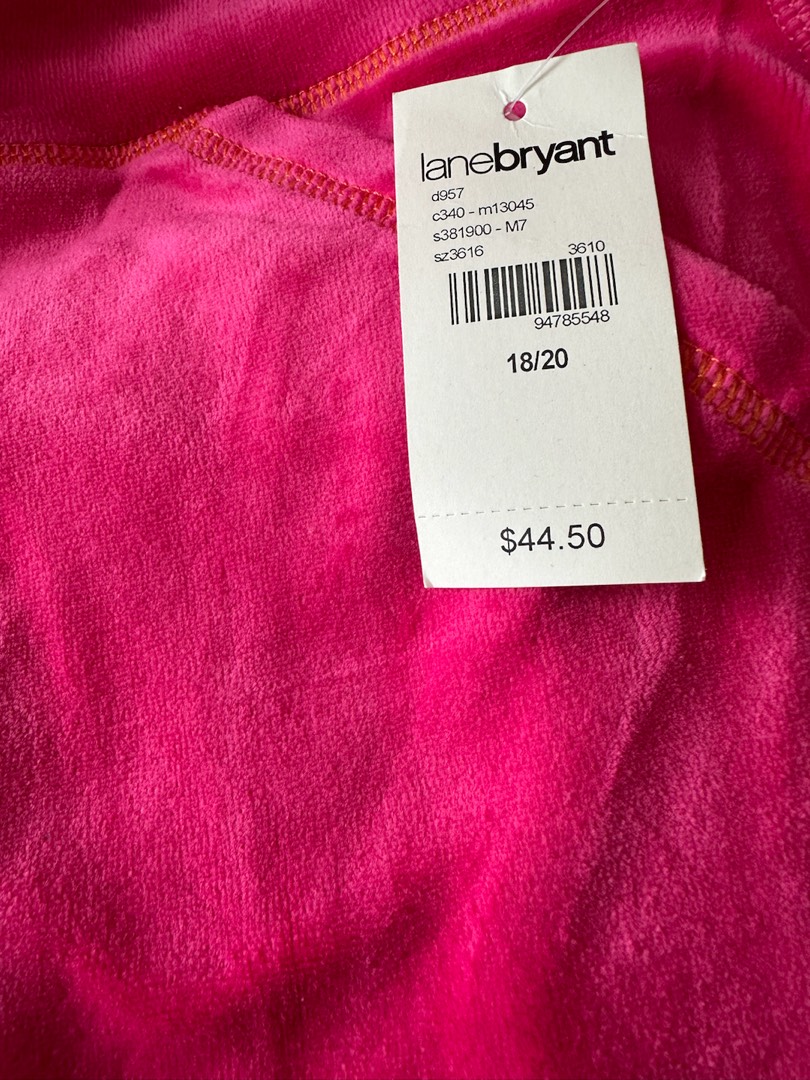 lanebryant
d957
c340 - m13045
s381900 - M7
sz3616 3610
94785548
18/20
$44.50